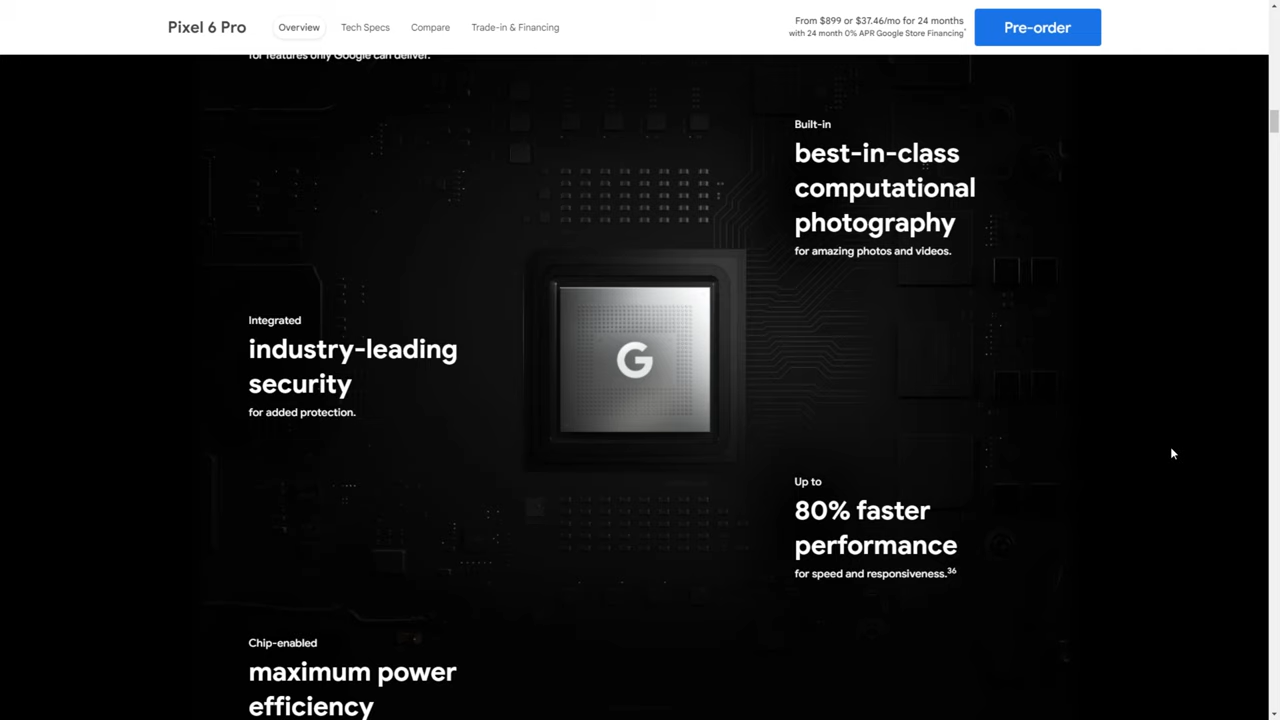 Pixel 6 Pro
Overview
Tech Specs
Compare
Trade-in & Financing
From $899 or $37.46/mo for 24 months
with 24 month 0% APR Google Store Financing*
Pre-order
for features only Google can deliver.
Built-in
best-in-class
computational
photography
for amazing photos and videos.
Integrated
industry-leading
security
for added protection.
G
Up to
80% faster
performance
for speed and responsiveness.36
Chip-enabled
maximum power
efficiency